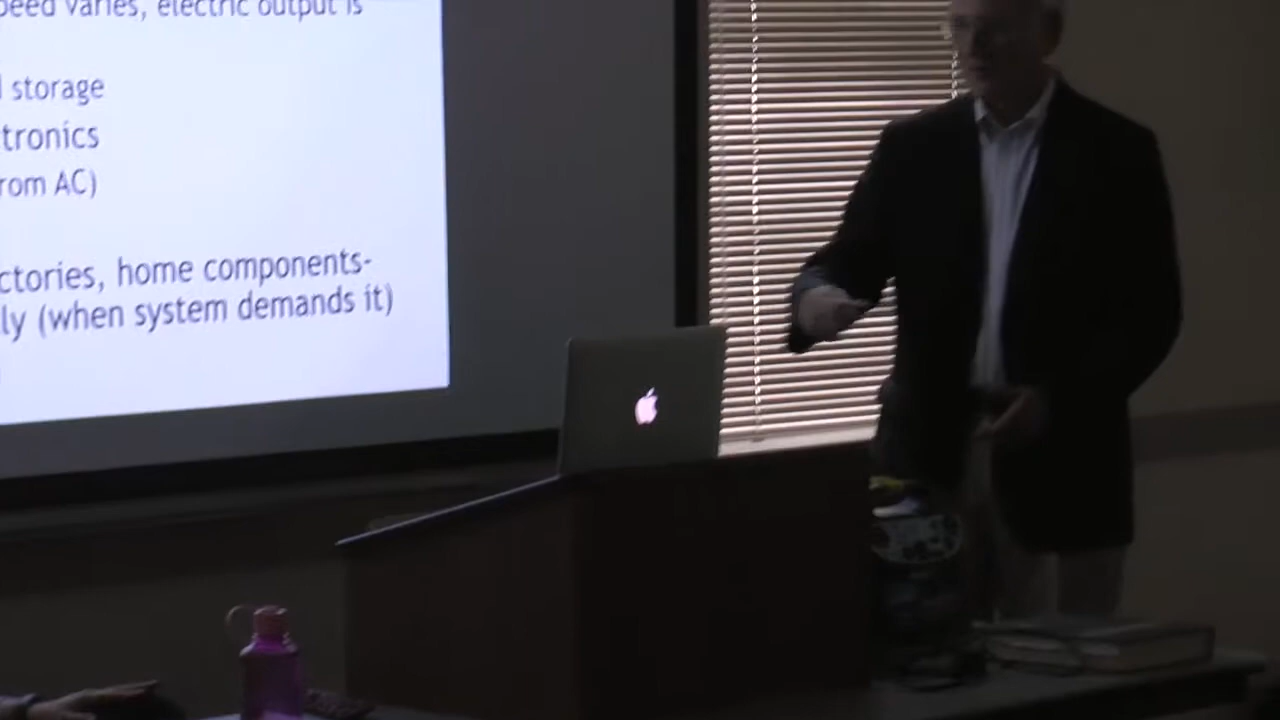 speed varies, electric output is
storage
tronics
rom AC)
ctories, home components-
ly (when system demands it)